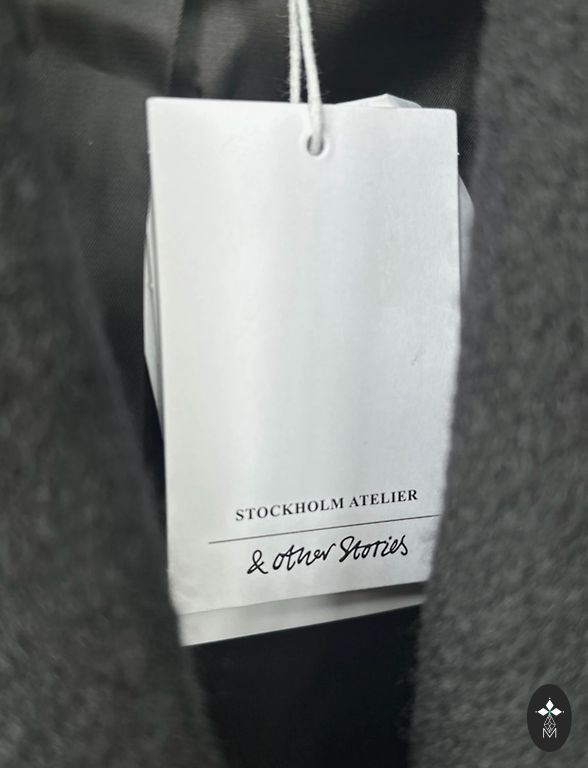 STOCKHOLM ATELIER
& other Stories
M